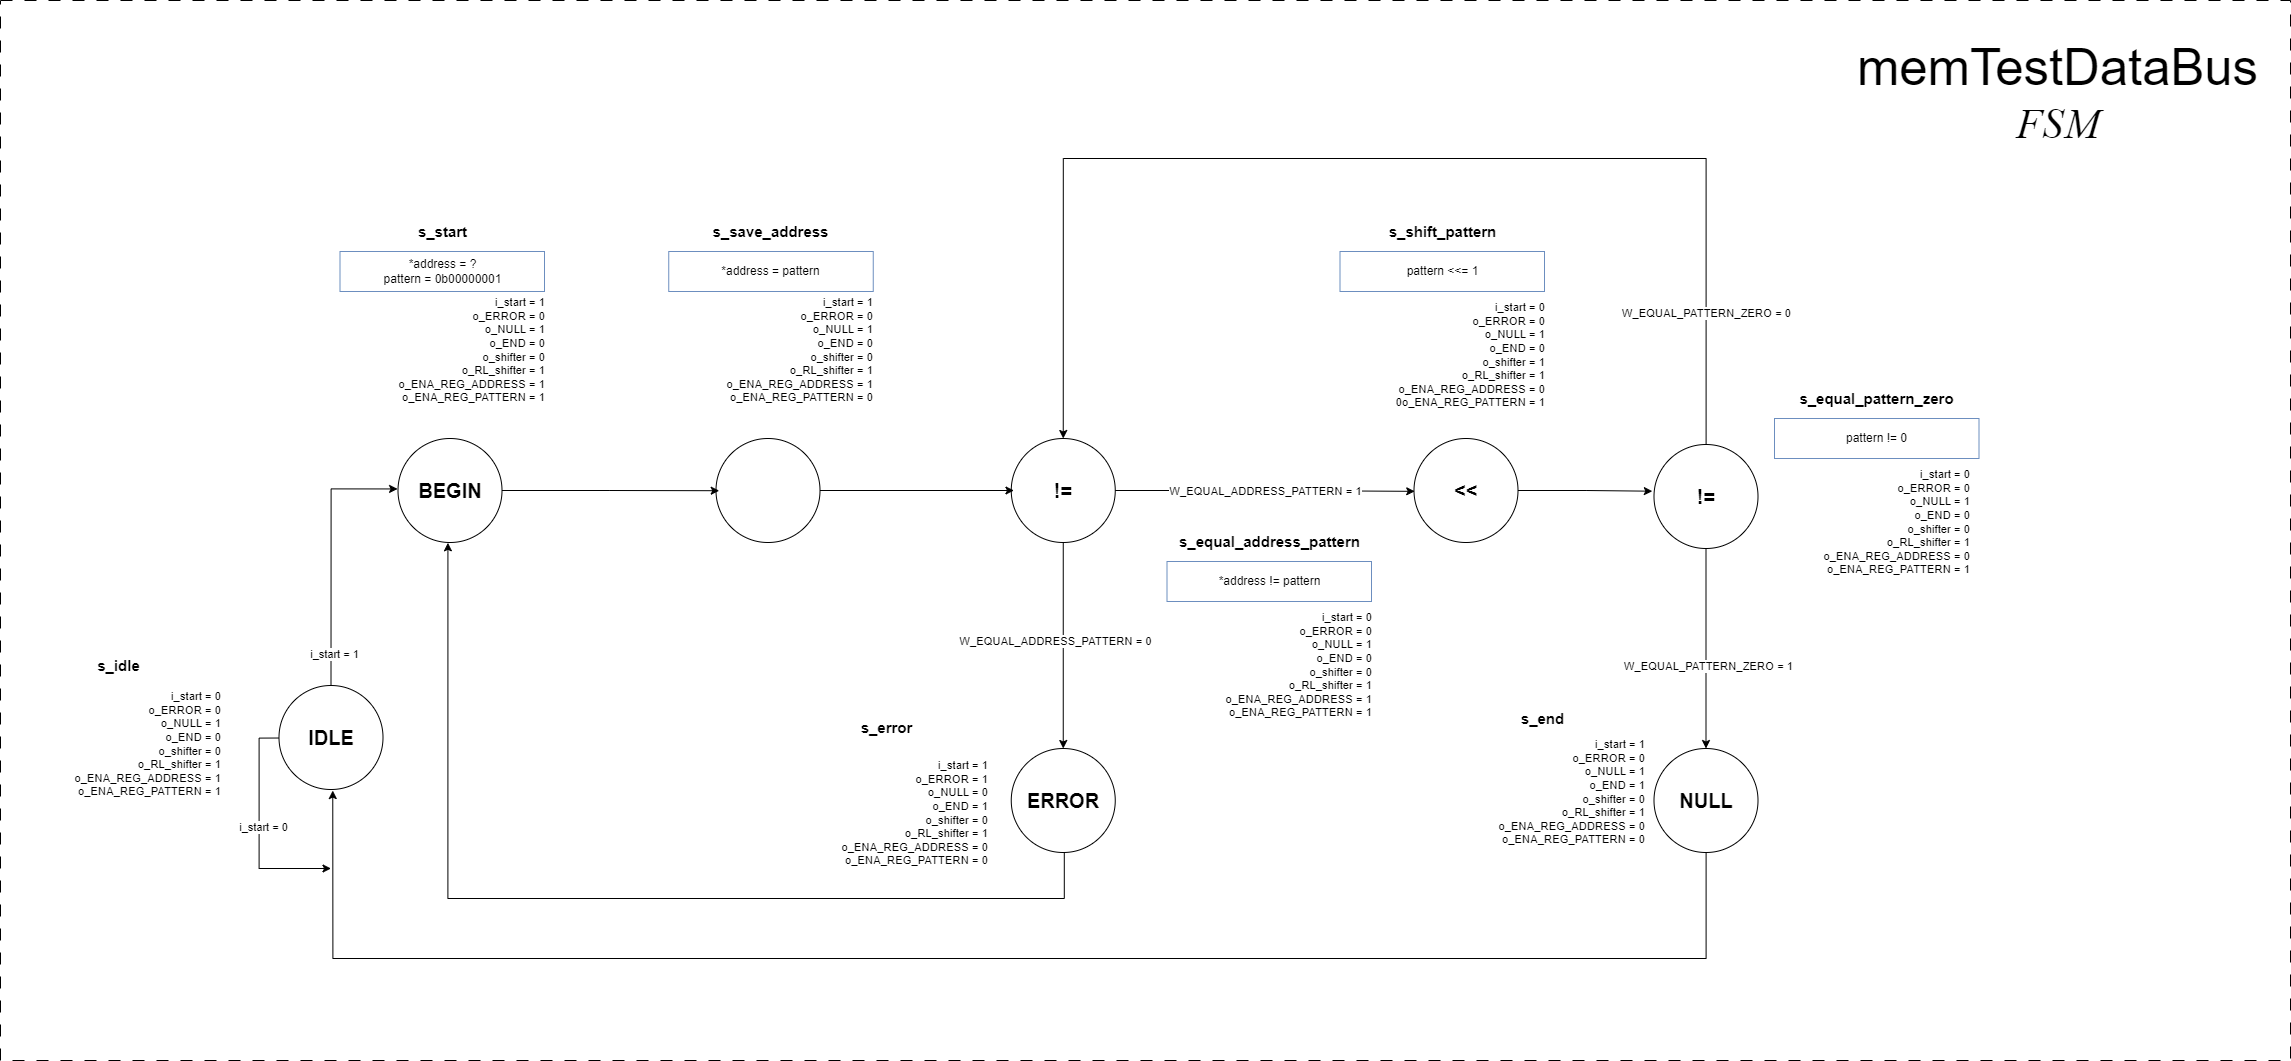 memTestDataBus
FSM
s_start
*address = ?
pattern = 0b00000001
i_start = 1
o_ERROR = 0
o_NULL = 1
o_END = 0
o_shifter = 0
o_RL_shifter = 1
o_ENA_REG_ADDRESS = 1
o_ENA_REG_PATTERN = 1
s_save_address
*address = pattern
i_start = 1
o_ERROR = 0
o_NULL = 1
o_END = 0
o_shifter = 0
o_RL_shifter = 1
o_ENA_REG_ADDRESS = 1
o_ENA_REG_PATTERN = 0
s_shift_pattern
pattern <<= 1
i_start = 0
o_ERROR = 0
o_NULL = 1
o_END = 0
o_shifter = 1
o_RL_shifter = 1
o_ENA_REG_ADDRESS = 0
0o_ENA_REG_PATTERN = 1
W_EQUAL_PATTERN_ZERO = 0
s_equal_pattern_zero
pattern != 0
i_start = 0
o_ERROR = 0
o_NULL = 1
o_END = 0
o_shifter = 0
o_RL_shifter = 1
o_ENA_REG_ADDRESS = 0
o_ENA_REG_PATTERN = 1
BEGIN
!=
W_EQUAL_ADDRESS_PATTERN = 1
<<
!=
s_equal_address_pattern
*address != pattern
i_start = 0
o_ERROR = 0
o_NULL = 1
o_END = 0
o_shifter = 0
o_RL_shifter = 1
o_ENA_REG_ADDRESS = 1
o_ENA_REG_PATTERN = 1
W_EQUAL_ADDRESS_PATTERN = 0
W_EQUAL_PATTERN_ZERO = 1
i_start = 1
s_idle
i_start = 0
o_ERROR = 0
o_NULL = 1
o_END = 0
o_shifter = 0
o_RL_shifter = 1
o_ENA_REG_ADDRESS = 1
o_ENA_REG_PATTERN = 1
IDLE
i_start = 0
s_error
i_start = 1
o_ERROR = 1
o_NULL = 0
o_END = 1
o_shifter = 0
o_RL_shifter = 1
o_ENA_REG_ADDRESS = 0
o_ENA_REG_PATTERN = 0
ERROR
s_end
i_start = 1
o_ERROR = 0
o_NULL = 1
o_END = 1
o_shifter = 0
o_RL_shifter = 1
o_ENA_REG_ADDRESS = 0
o_ENA_REG_PATTERN = 0
NULL